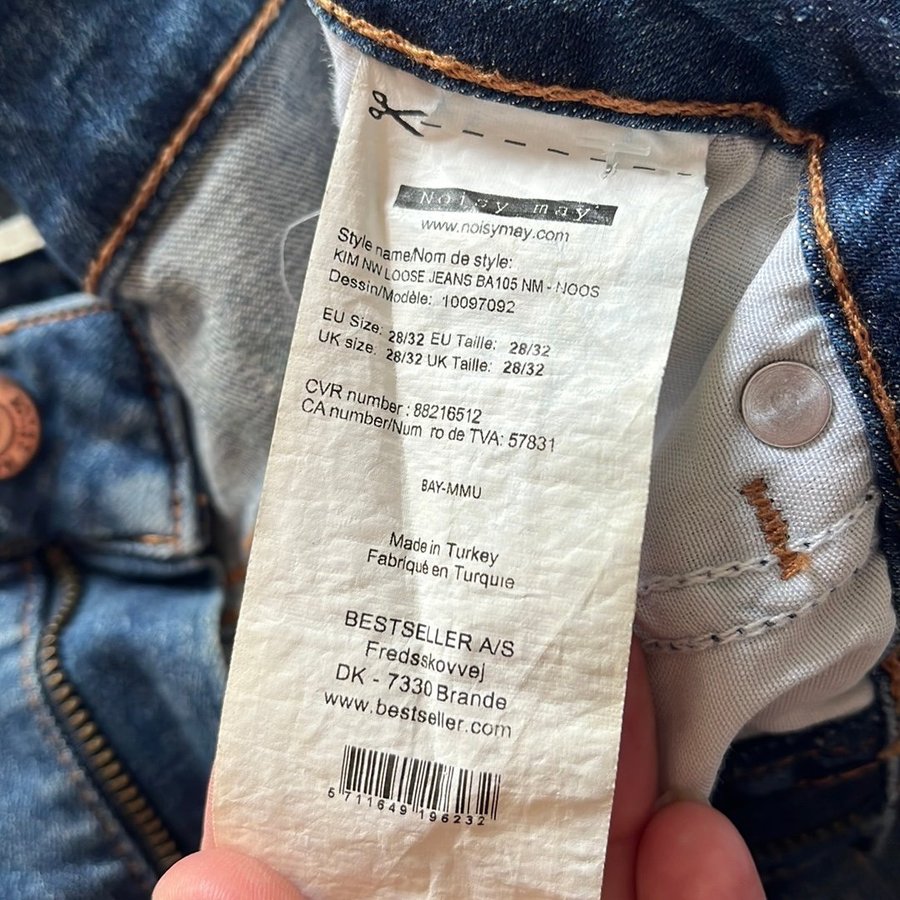 Noisy may
www.noisymay.com
Style name/Nom de style:
KIM NW LOOSE JEANS BA105 NM - NOOS
Dessin/Modèle: 10097092
EU Size: 28/32 EU Taille: 28/32
UK size: 28/32 UK Taille: 28/32
CVR number : 88216512
CA number/Num ro de TVA: 57831
BAY-MMU
Made in Turkey
Fabriqué en Turquie
BESTSELLER A/S
Fredsskovvej
DK - 7330 Brande
www.bestseller.com
5 711649 196232